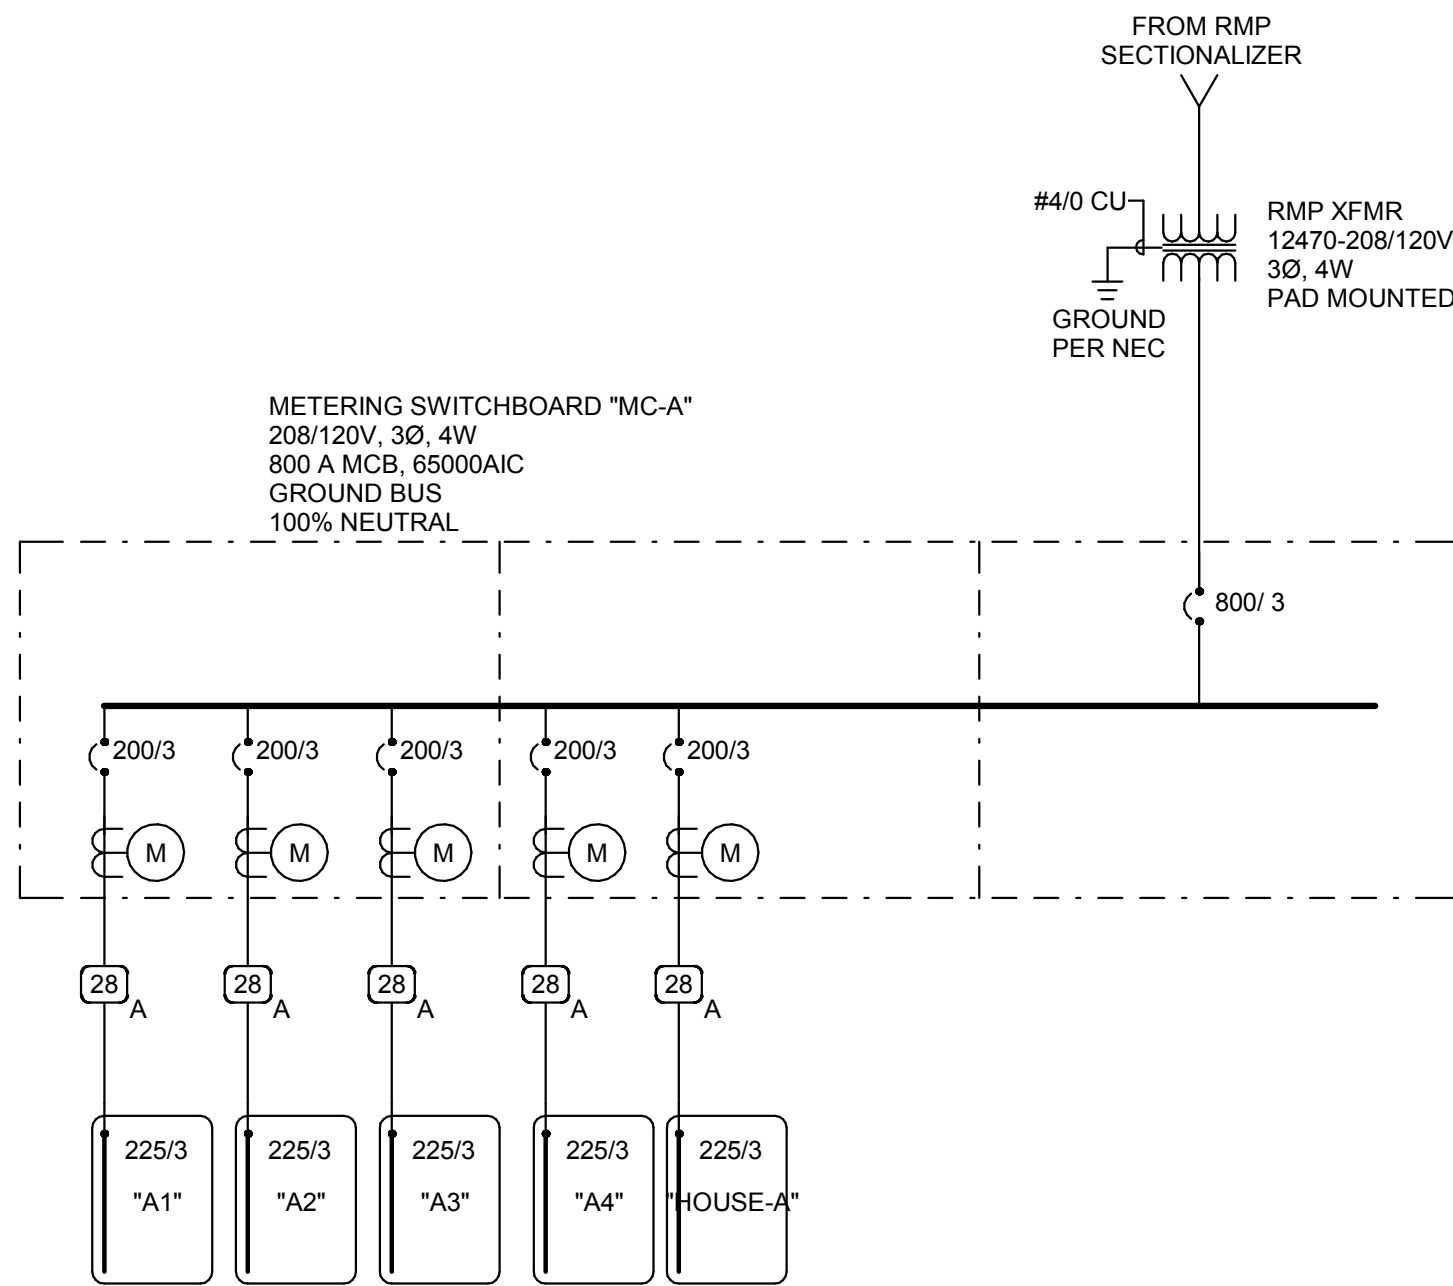 FROM RMP
SECTIONALIZER
#4/0 CU
RMP XFMR
12470-208/120V
3Ø, 4W
PAD MOUNTED
GROUND
PER NEC
METERING SWITCHBOARD "MC-A"
208/120V, 3Ø, 4W
800 A MCB, 65000AIC
GROUND BUS
100% NEUTRAL
800/ 3
200/3 200/3 200/3 200/3 200/3
M M M M M
28 28 28 28 28
A A A A A
225/3 225/3 225/3 225/3 225/3
"A1" "A2" "A3" "A4" "HOUSE-A"